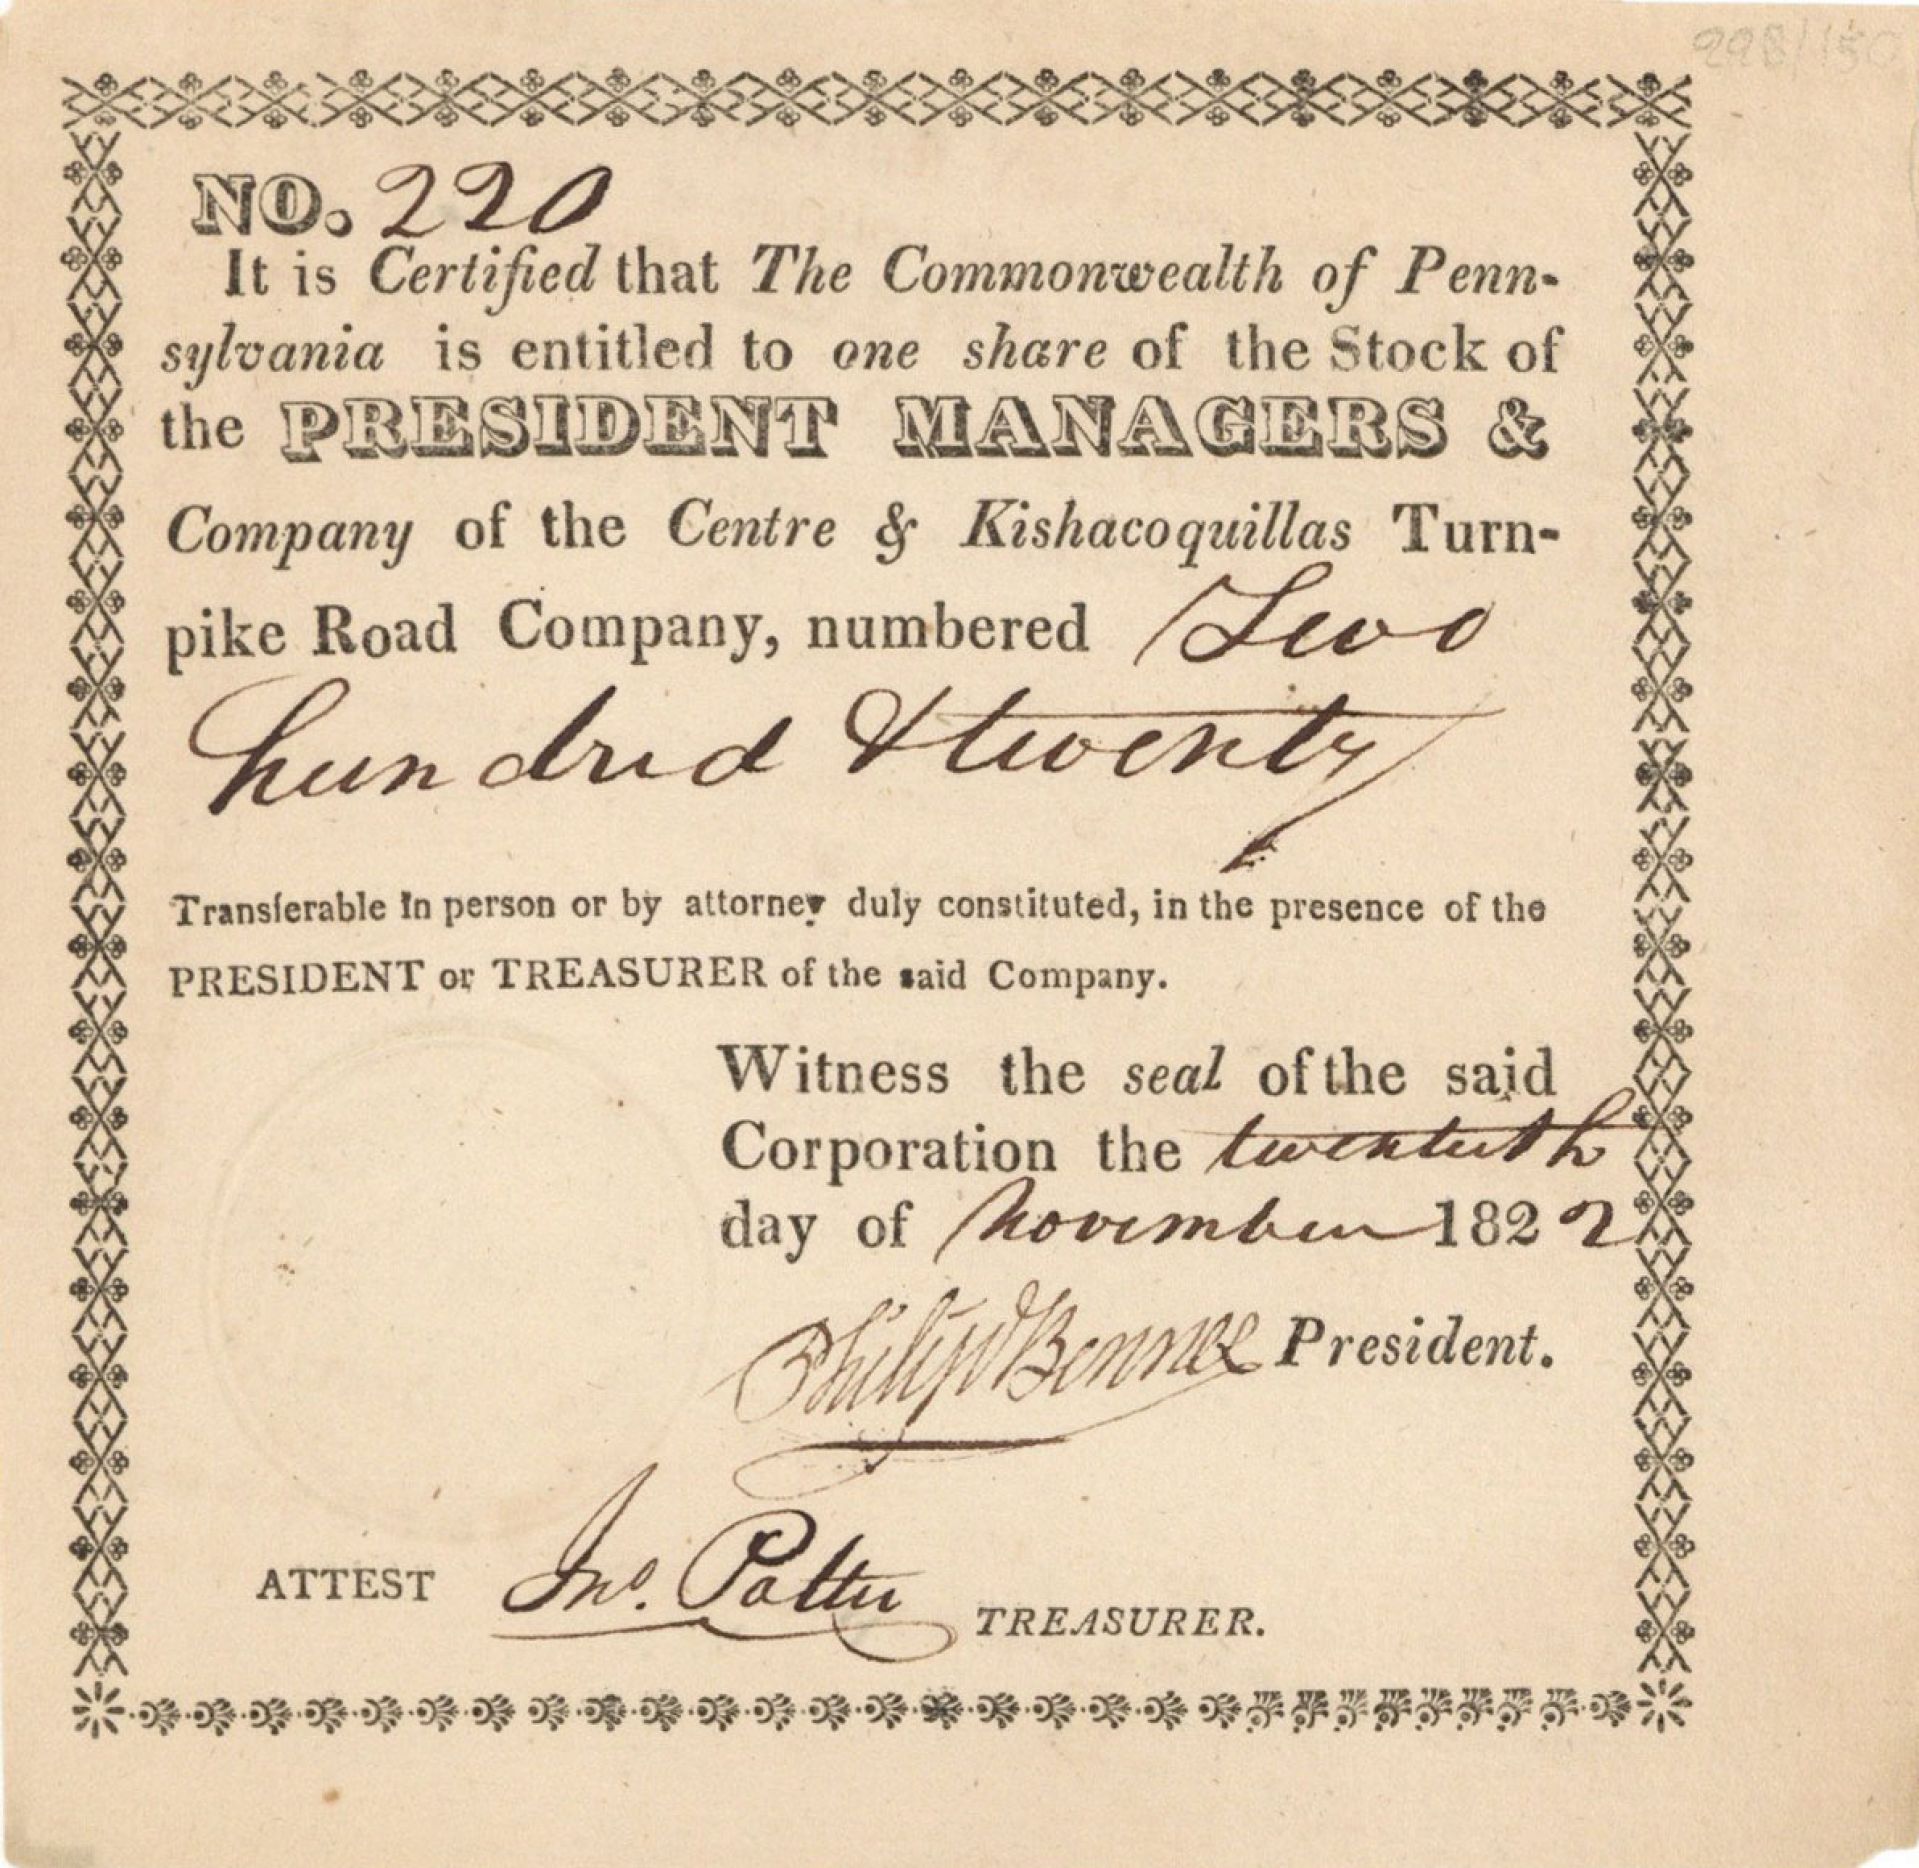 228/150
NO. 220
It is Certified that The Commonwealth of Penn-
sylvania is entitled to one share of the Stock of
the PRESIDENT MANAGERS &
Company of the Centre & Kishacoquillas Turn-
pike Road Company, numbered Two
hundrid & twenty
Transferable In person or by attorney duly constituted, in the presence of the
PRESIDENT or TREASURER of the said Company.
Witness the seal of the said
Corporation the twentieth
day of November 1822
Philip Benner President.
ATTEST Jno. Potter TREASURER.